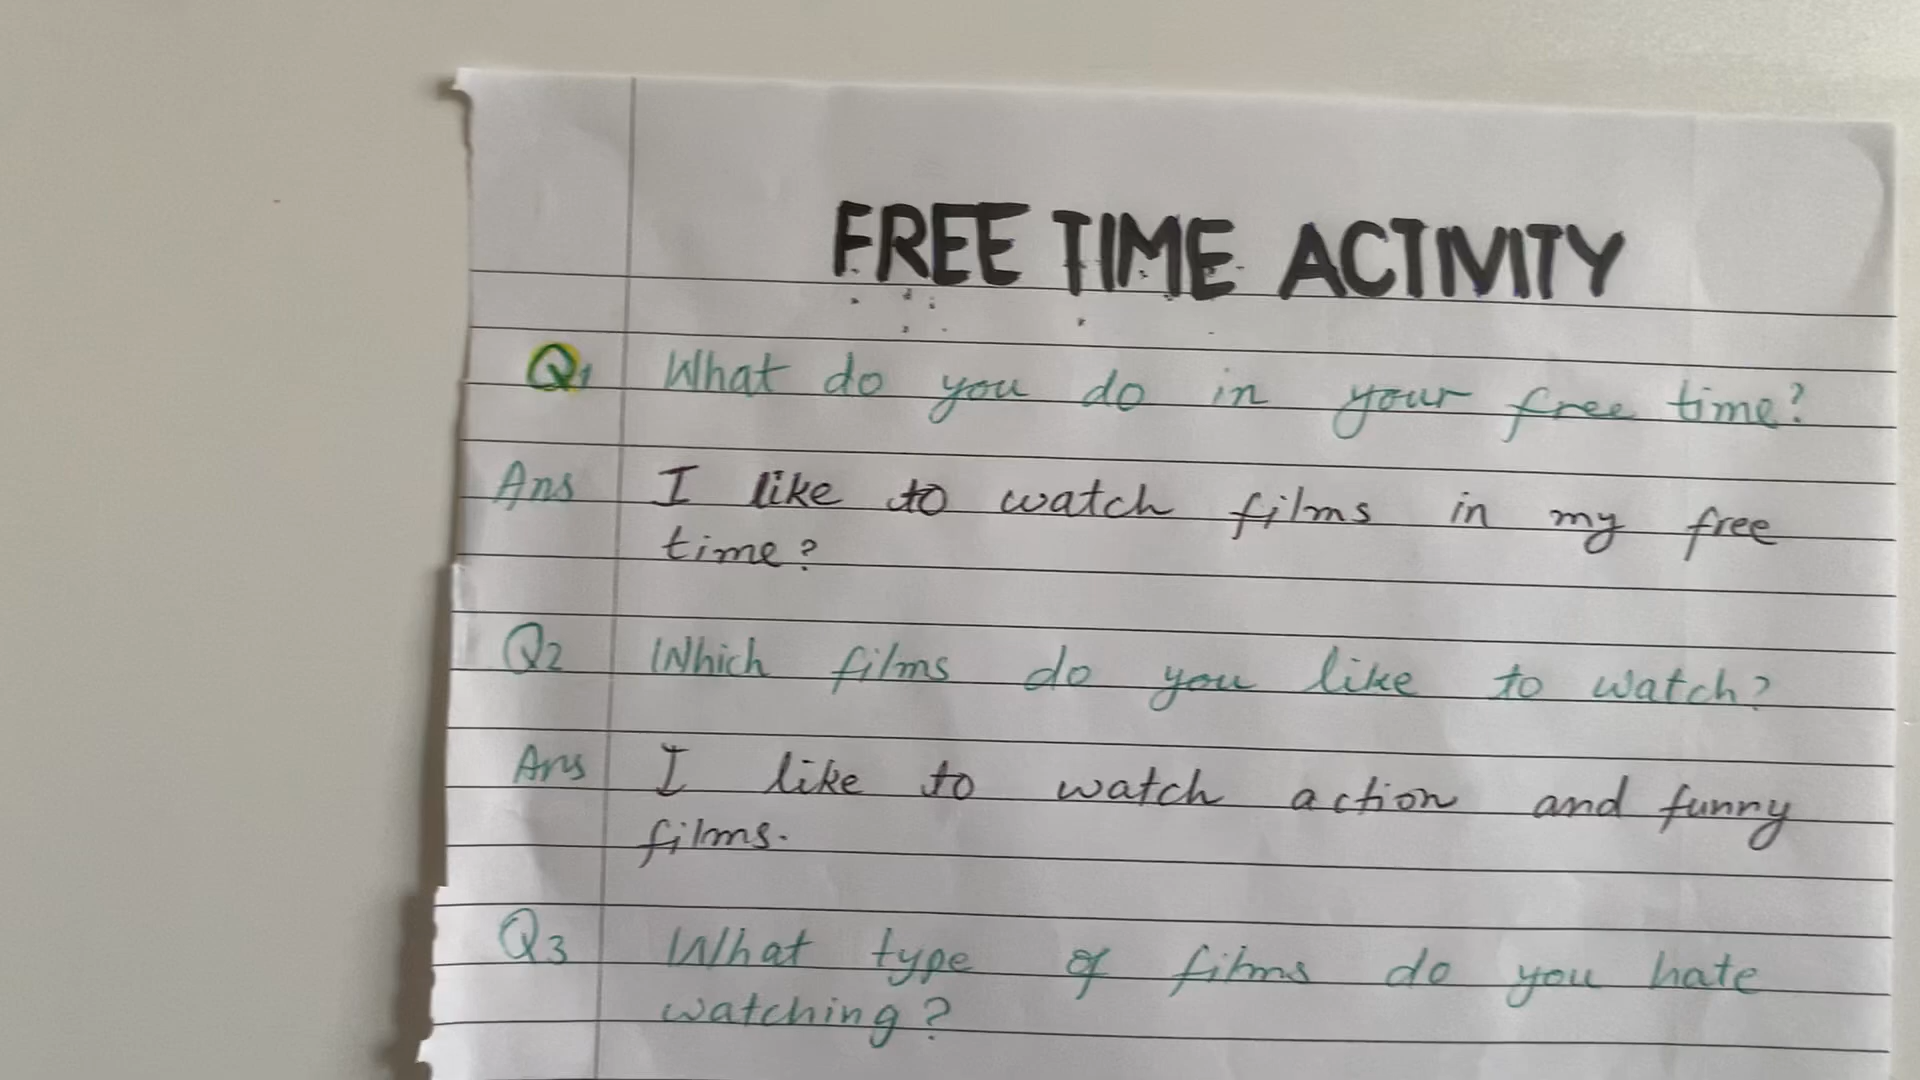 FREE TIME ACTIVITY
Q1 What do you do in your free time?
Ans I like to watch films in my free
time?
Q2 Which films do you like to watch?
Ans I like to watch action and funny
films.
Q3 What type of films do you hate
watching?